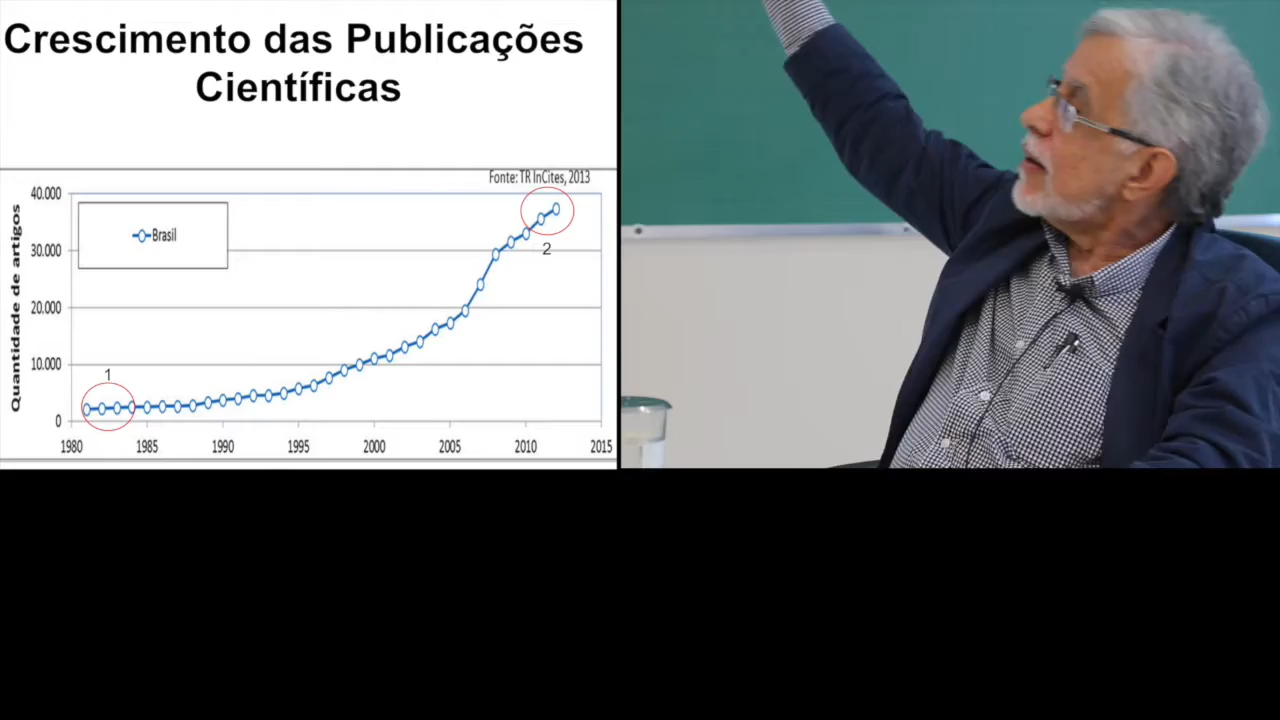 Crescimento das Publicações
Científicas
Fonte: TR InCites, 2013
Quantidade de artigos
40.000
30.000
20.000
10.000
0
Brasil
1
2
1980 1985 1990 1995 2000 2005 2010 2015